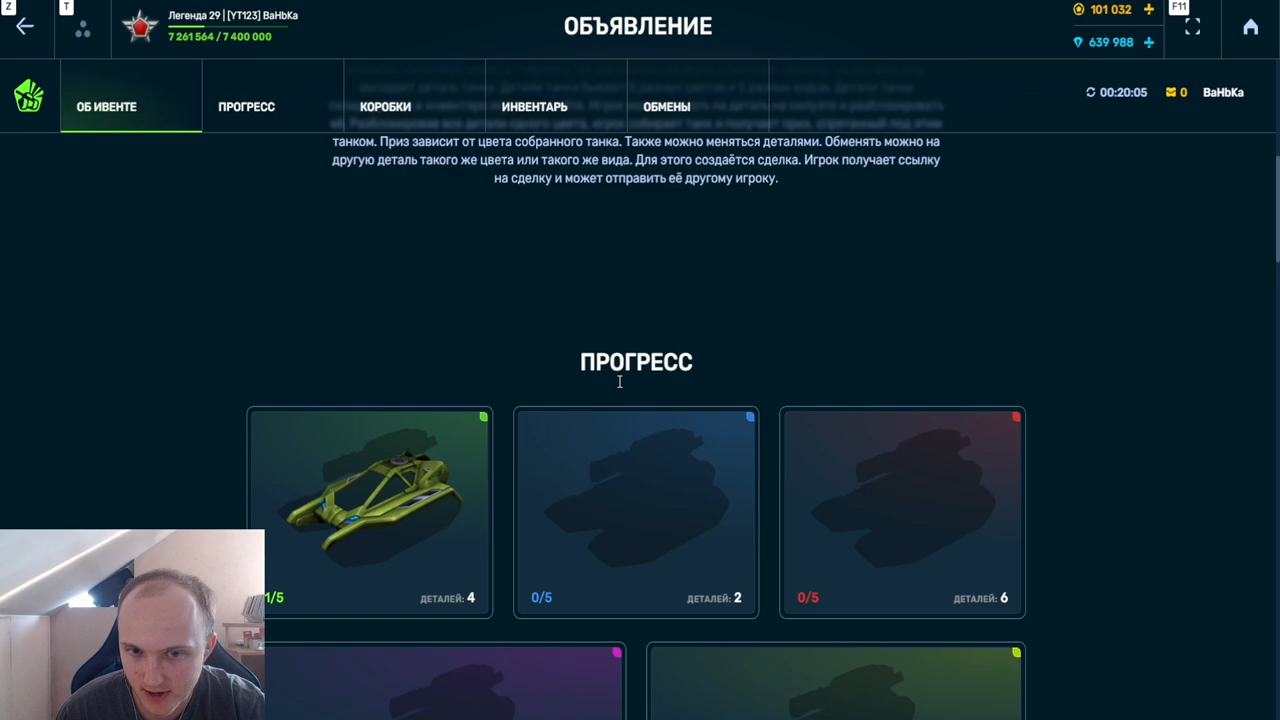 Z
T
Легенда 29 | [YT123] BaHbKa
7 261 564 / 7 400 000
ОБЪЯВЛЕНИЕ
101 032
639 988
F11
ОБ ИВЕНТЕ
ПРОГРЕСС
КОРОБКИ
ИНВЕНТАРЬ
ОБМЕНЫ
00:20:05
0
BaHbKa
танком. Приз зависит от цвета собранного танка. Также можно меняться деталями. Обменять можно на
другую деталь такого же цвета или такого же вида. Для этого создаётся сделка. Игрок получает ссылку
на сделку и может отправить её другому игроку.
ПРОГРЕСС
1/5
ДЕТАЛЕЙ: 4
0/5
ДЕТАЛЕЙ: 2
0/5
ДЕТАЛЕЙ: 6